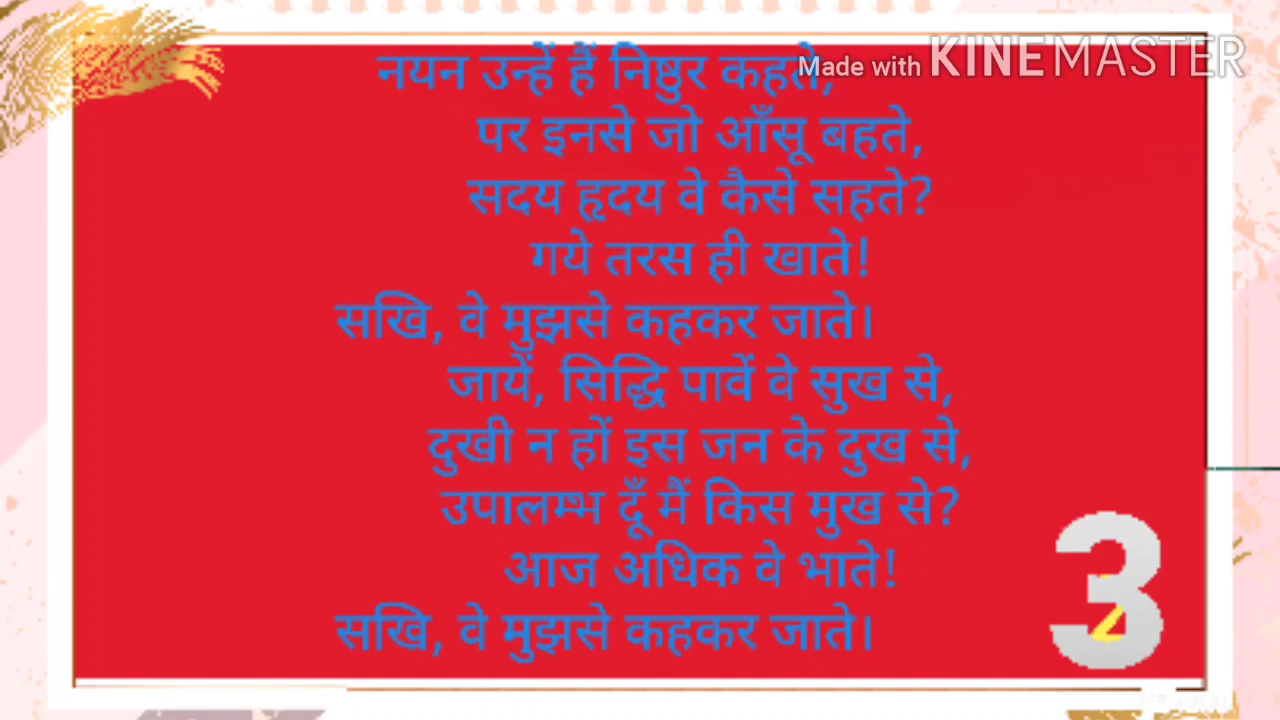 Made with KINEMASTER
नयन उन्हें हैं निष्ठुर कहते,
पर इनसे जो आँसू बहते,
सदय हृदय वे कैसे सहते?
गये तरस ही खाते!
सखि, वे मुझसे कहकर जाते।
जायें, सिद्धि पावें वे सुख से,
दुखी न हों इस जन के दुख से,
उपालम्भ दूँ मैं किस मुख से?
आज अधिक वे भाते!
सखि, वे मुझसे कहकर जाते।
3